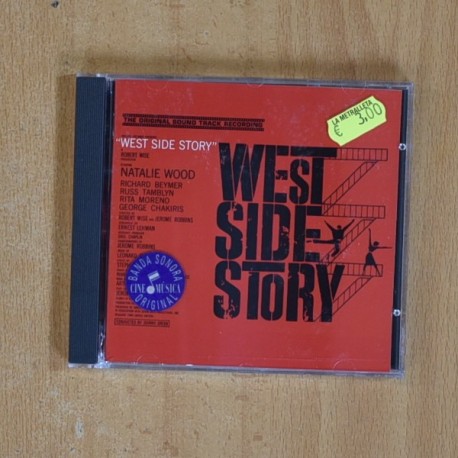 THE ORIGINAL SOUND TRACK RECORDING
LA METRALLETA
€ 3,00
"WEST SIDE STORY"
ROBERT WISE
NATALIE WOOD
RICHARD BEYMER
RUSS TAMBLYN
RITA MORENO
GEORGE CHAKIRIS
ROBERT WISE AND JEROME ROBBINS
ERNEST LEHMAN
JEROME ROBBINS
WEST
SIDE
STORY
BANDA SONORA
CINE MÚSICA
ORIGINAL